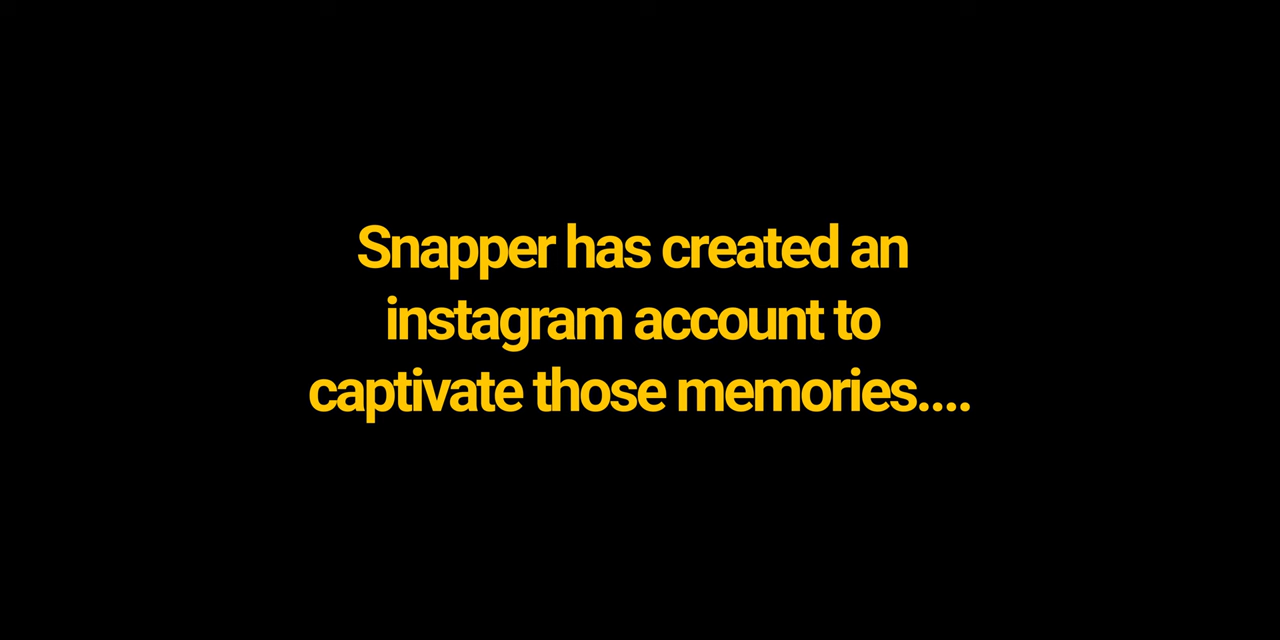 Snapper has created an
instagram account to
captivate those memories....